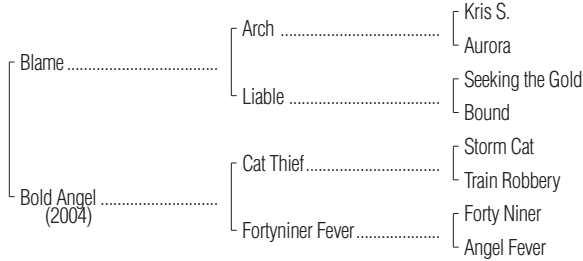 Kris S.
Arch ................................................
Aurora
Blame ....................................
Seeking the Gold
Liable ....................................
Bound
Storm Cat
Cat Thief................................
Train Robbery
Bold Angel ............................
(2004)
Forty Niner
Fortyniner Fever....................
Angel Fever